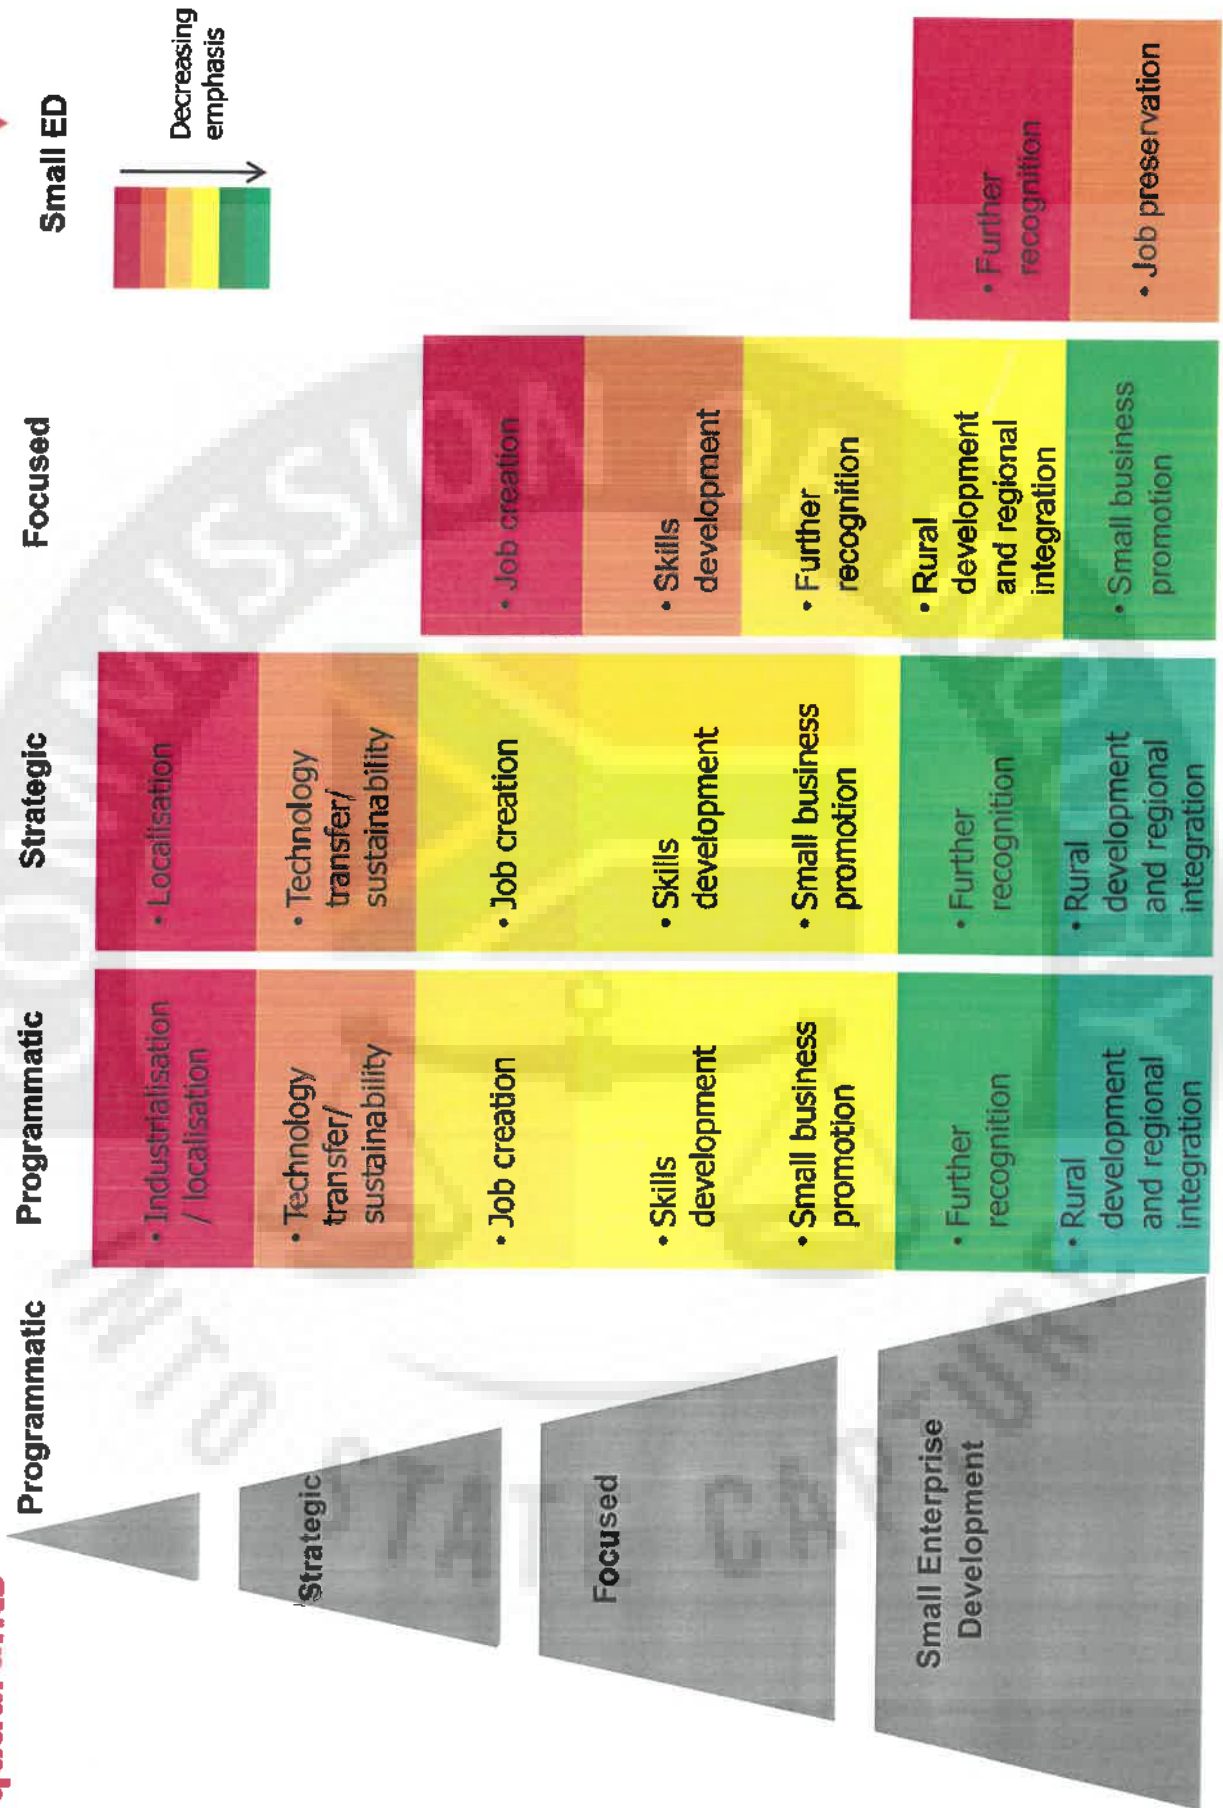 Programmatic
Strategic
Focused
Small Enterprise
Development
Programmatic
• Industrialisation
/ localisation
• Technology
transfer/
sustainability
• Job creation
• Skills
development
• Small business
promotion
• Further
recognition
• Rural
development
and regional
integration
Strategic
• Localisation
• Technology
transfer/
sustainability
• Job creation
• Skills
development
• Small business
promotion
• Further
recognition
• Rural
development
and regional
integration
Focused
• Job creation
• Skills
development
• Further
recognition
• Rural
development
and regional
integration
• Small business
promotion
Small ED
Decreasing
emphasis
• Further
recognition
• Job preservation